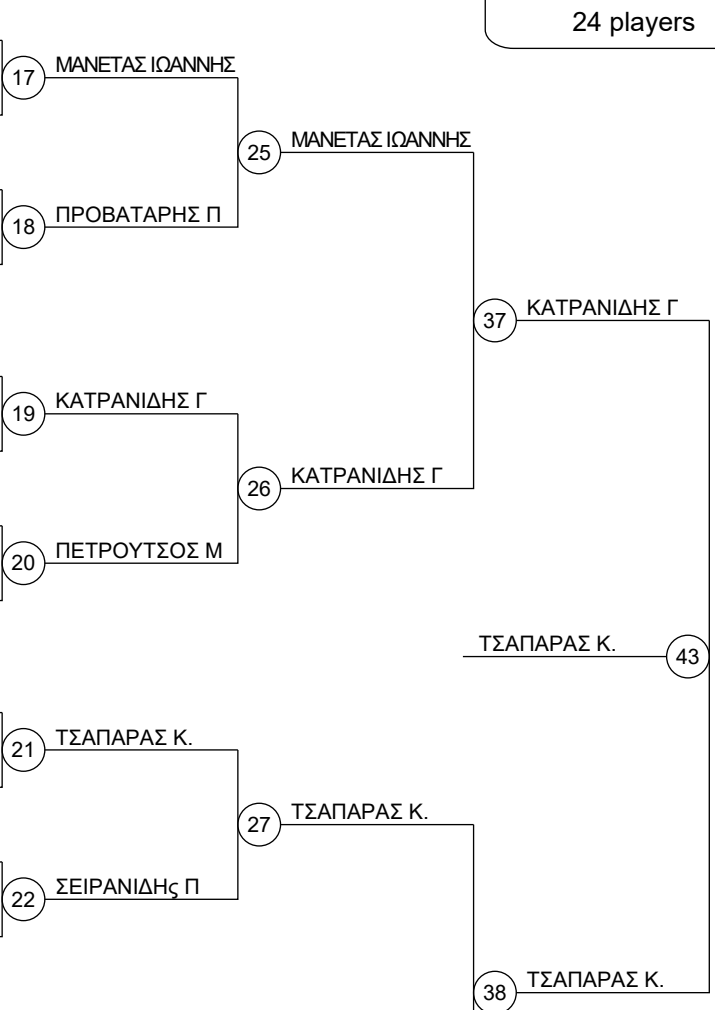 24 players
17 ΜΑΝΕΤΑΣ ΙΩΑΝΝΗΣ
25 ΜΑΝΕΤΑΣ ΙΩΑΝΝΗΣ
18 ΠΡΟΒΑΤΑΡΗΣ Π
37 ΚΑΤΡΑΝΙΔΗΣ Γ
19 ΚΑΤΡΑΝΙΔΗΣ Γ
26 ΚΑΤΡΑΝΙΔΗΣ Γ
20 ΠΕΤΡΟΥΤΣΟΣ Μ
ΤΣΑΠΑΡΑΣ Κ. 43
21 ΤΣΑΠΑΡΑΣ Κ.
27 ΤΣΑΠΑΡΑΣ Κ.
22 ΣΕΙΡΑΝΙΔΗς Π
38 ΤΣΑΠΑΡΑΣ Κ.